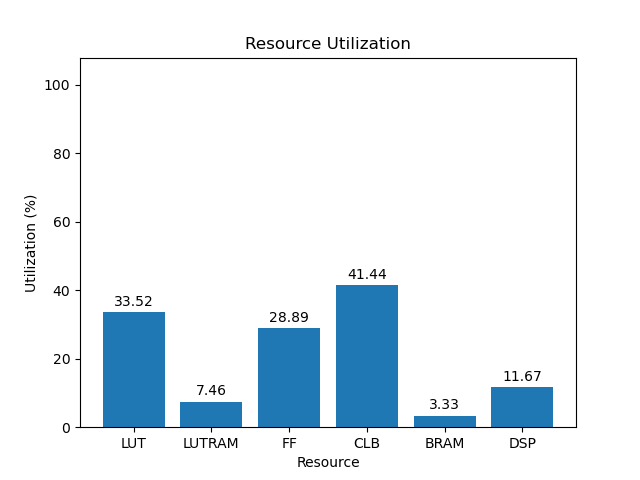 Resource Utilization
Utilization (%)
100
80
60
40
20
0
33.52
7.46
28.89
41.44
3.33
11.67
LUT
LUTRAM
FF
CLB
BRAM
DSP
Resource